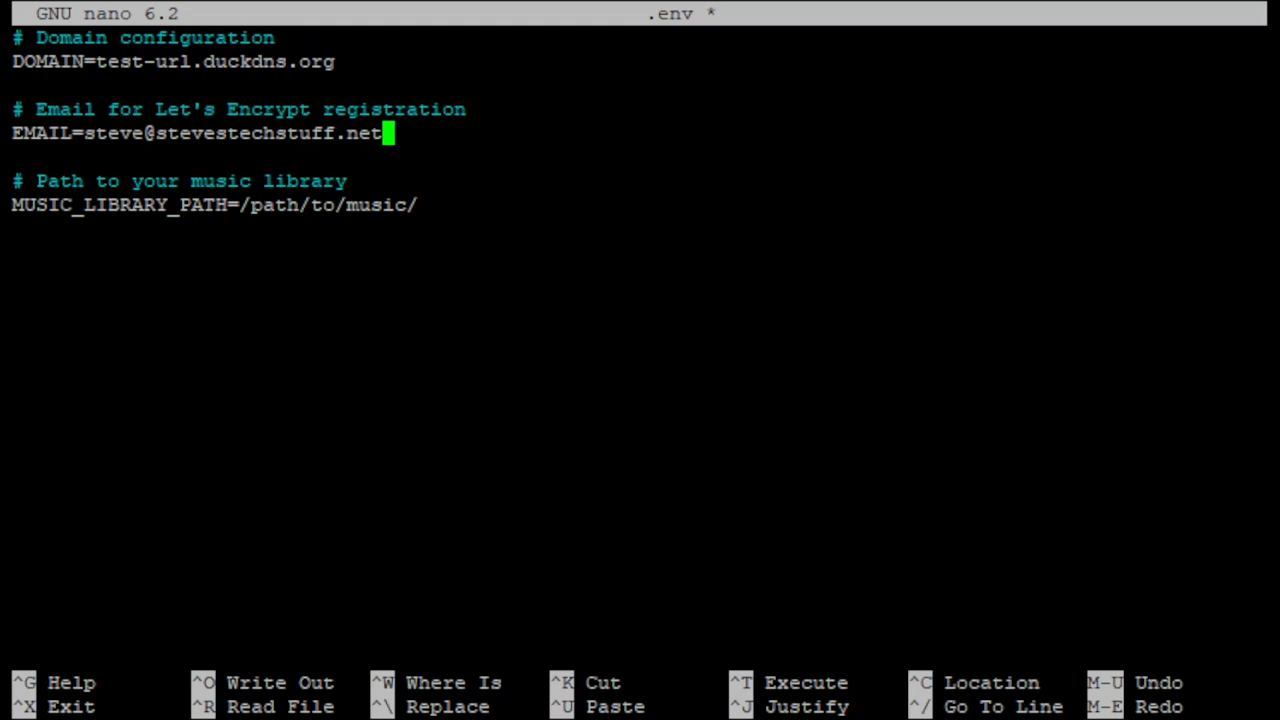 GNU nano 6.2 .env *
# Domain configuration
DOMAIN=test-url.duckdns.org
# Email for Let's Encrypt registration
EMAIL=steve@stevestechstuff.net
# Path to your music library
MUSIC_LIBRARY_PATH=/path/to/music/
^G Help ^O Write Out ^W Where Is ^K Cut ^T Execute ^C Location M-U Undo
^X Exit ^R Read File ^\ Replace ^U Paste ^J Justify ^/ Go To Line M-E Redo